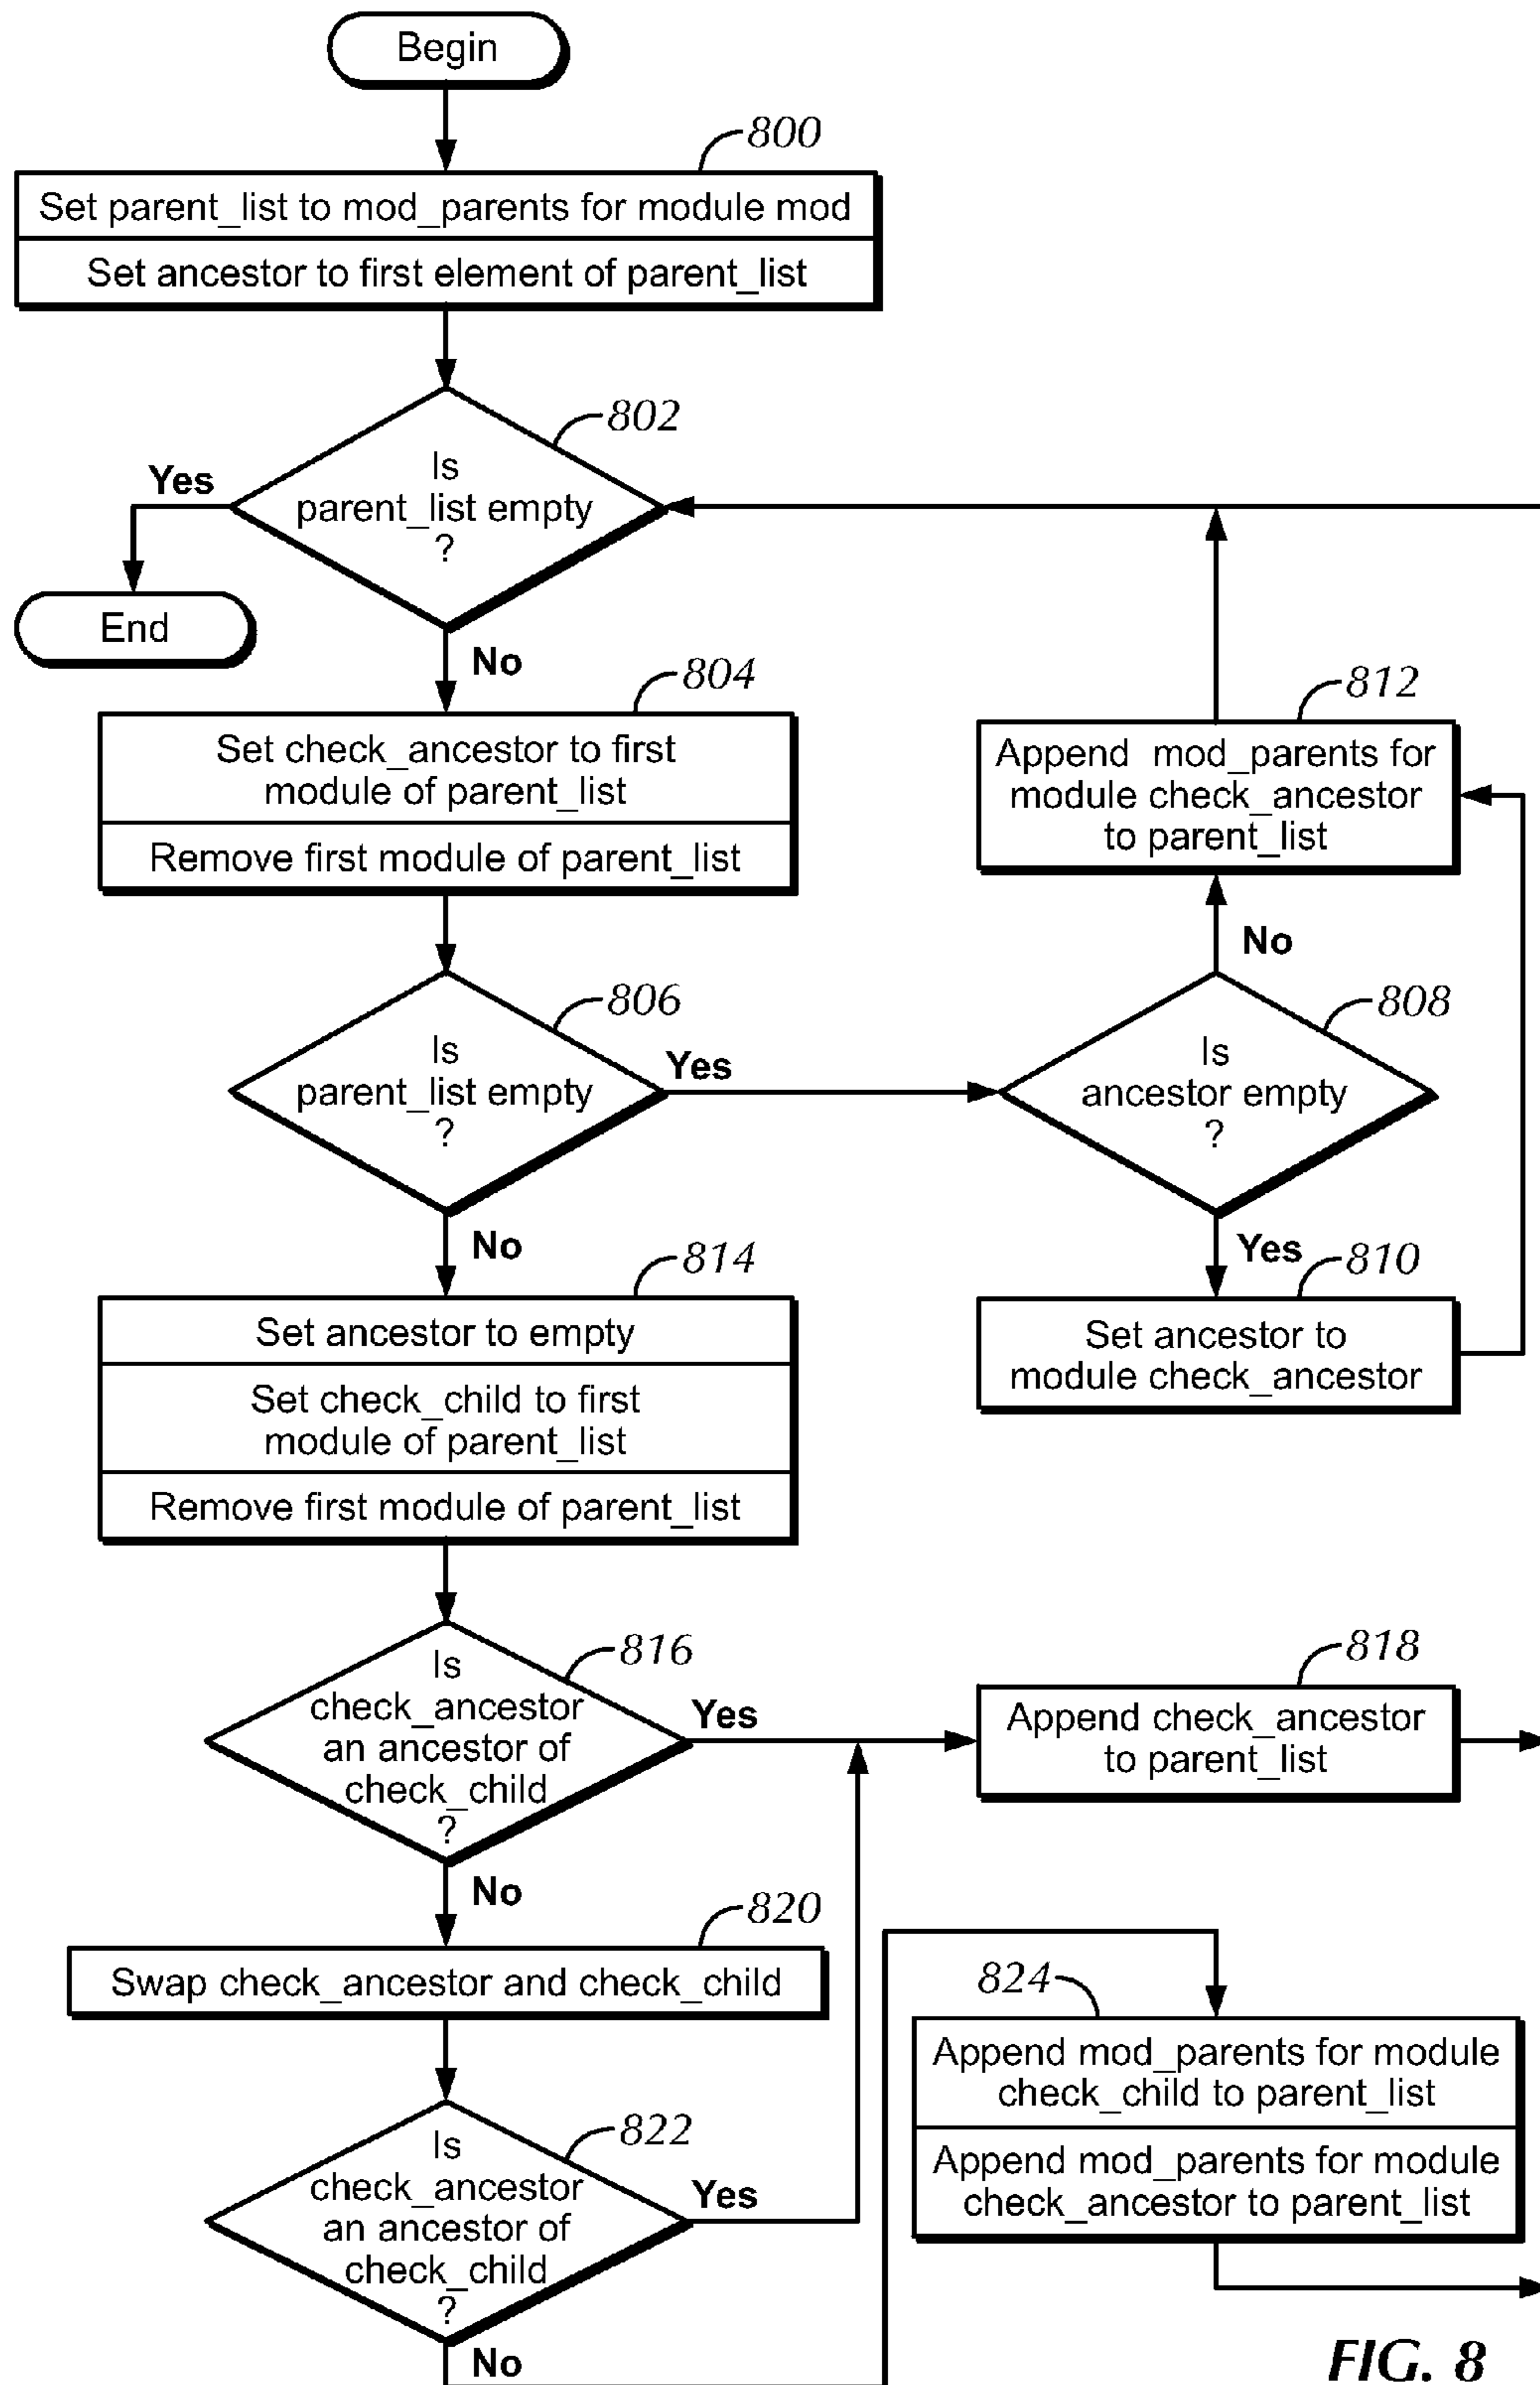 Begin
800
Set parent_list to mod_parents for module mod
Set ancestor to first element of parent_list
802
Is
parent_list empty
?
Yes
End
No
804
Set check_ancestor to first
module of parent_list
Remove first module of parent_list
812
Append mod_parents for
module check_ancestor
to parent_list
No
806
Is
parent_list empty
?
Yes
808
Is
ancestor empty
?
No
Yes
810
Set ancestor to
module check_ancestor
814
Set ancestor to empty
Set check_child to first
module of parent_list
Remove first module of parent_list
816
Is
check_ancestor
an ancestor of
check_child
?
Yes
818
Append check_ancestor
to parent_list
No
820
Swap check_ancestor and check_child
822
Is
check_ancestor
an ancestor of
check_child
?
Yes
No
824
Append mod_parents for module
check_child to parent_list
Append mod_parents for module
check_ancestor to parent_list
FIG. 8